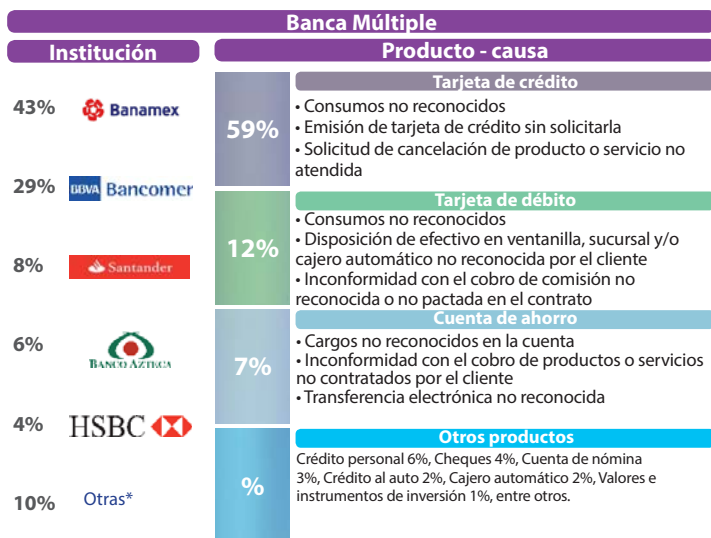 Banca Múltiple
Institución
Producto - causa
43%
Banamex
29%
BBVA Bancomer
8%
Santander
6%
BANCO AZTECA
4%
HSBC
10%
Otras*
59%
Tarjeta de crédito
• Consumos no reconocidos
• Emisión de tarjeta de crédito sin solicitarla
• Solicitud de cancelación de producto o servicio no
atendida
12%
Tarjeta de débito
• Consumos no reconocidos
• Disposición de efectivo en ventanilla, sucursal y/o
cajero automático no reconocida por el cliente
• Inconformidad con el cobro de comisión no
reconocida o no pactada en el contrato
7%
Cuenta de ahorro
• Cargos no reconocidos en la cuenta
• Inconformidad con el cobro de productos o servicios
no contratados por el cliente
• Transferencia electrónica no reconocida
%
Otros productos
Crédito personal 6%, Cheques 4%, Cuenta de nómina
3%, Crédito al auto 2%, Cajero automático 2%, Valores e
instrumentos de inversión 1%, entre otros.